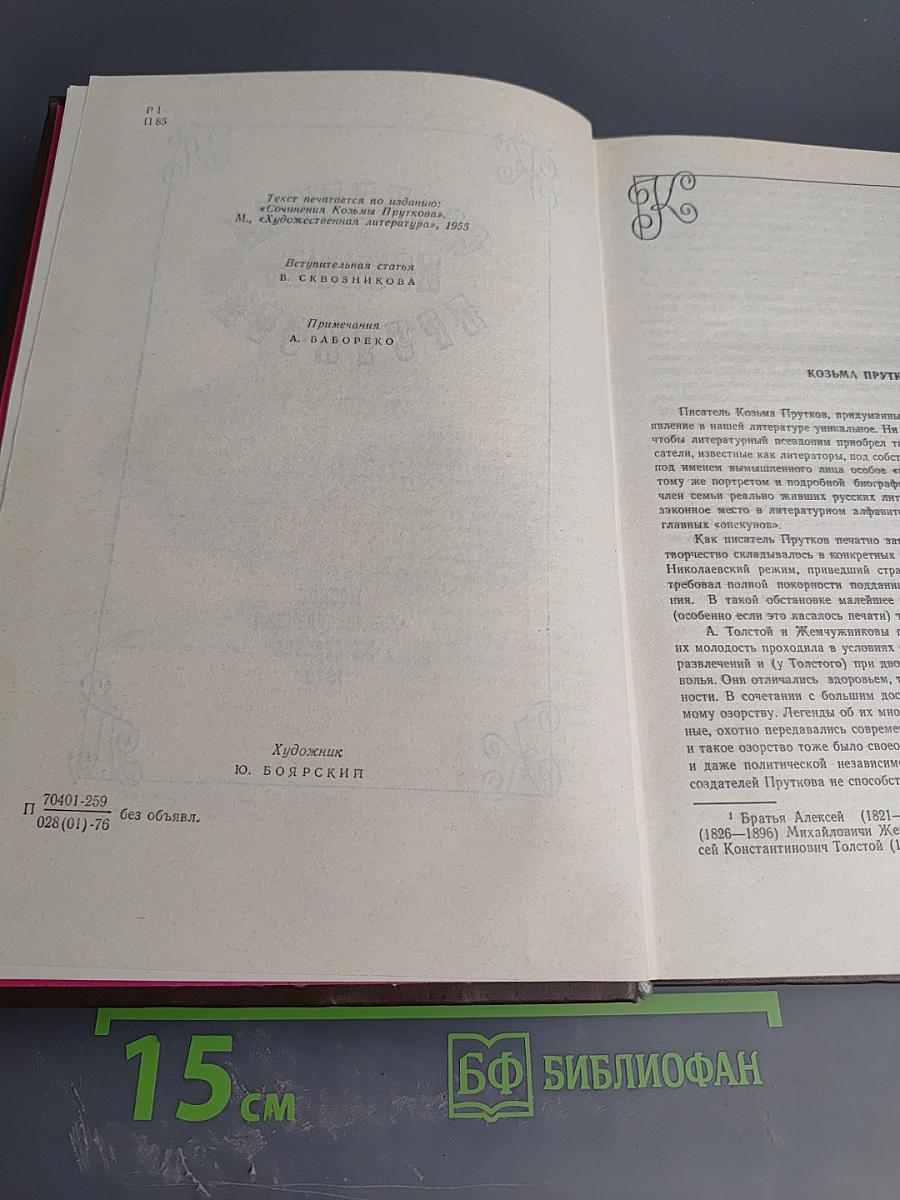 Р 1
П 85
Текст печатается по изданию:
«Сочинения Козьмы Пруткова».
М., «Художественная литература», 1955
Вступительная статья
В. СКВОЗНИКОВА
Примечания
А. БАБОРЕКО
Художник
Ю. БОЯРСКИЙ
П 70401-259
028(01)-76 без объявл.
К
КОЗЬМА ПРУТК
Писатель Козьма Прутков, придуманны
явление в нашей литературе уникальное. Ни
чтобы литературный псевдоним приобрел та
сатели, известные как литераторы, под собст
под именем вымышленного лица особое
тому же портретом и подробной биограф
член семьи реально живших русских лит
законное место в литературном алфавит
главных «опекунов».
Как писатель Прутков печатно зая
творчество складывалось в конкретных
Николаевский режим, приведший стра
требовал полной покорности подданн
ния. В такой обстановке малейшее
(особенно если это касалось печати) т
А. Толстой и Жемчужниковы п
их молодость проходила в условиях
развлечений и (у Толстого) при дво
волья. Они отличались здоровьем, т
ности. В сочетании с большим дос
мому озорству. Легенды об их мно
ные, охотно передавались совреме
и такое озорство тоже было своео
и даже политической независим
создателей Пруткова не способст
¹ Братья Алексей (1821—
(1826—1896) Михайловичи Же
сей Константинович Толстой (1
15 см
БФ БИБЛИОФАН